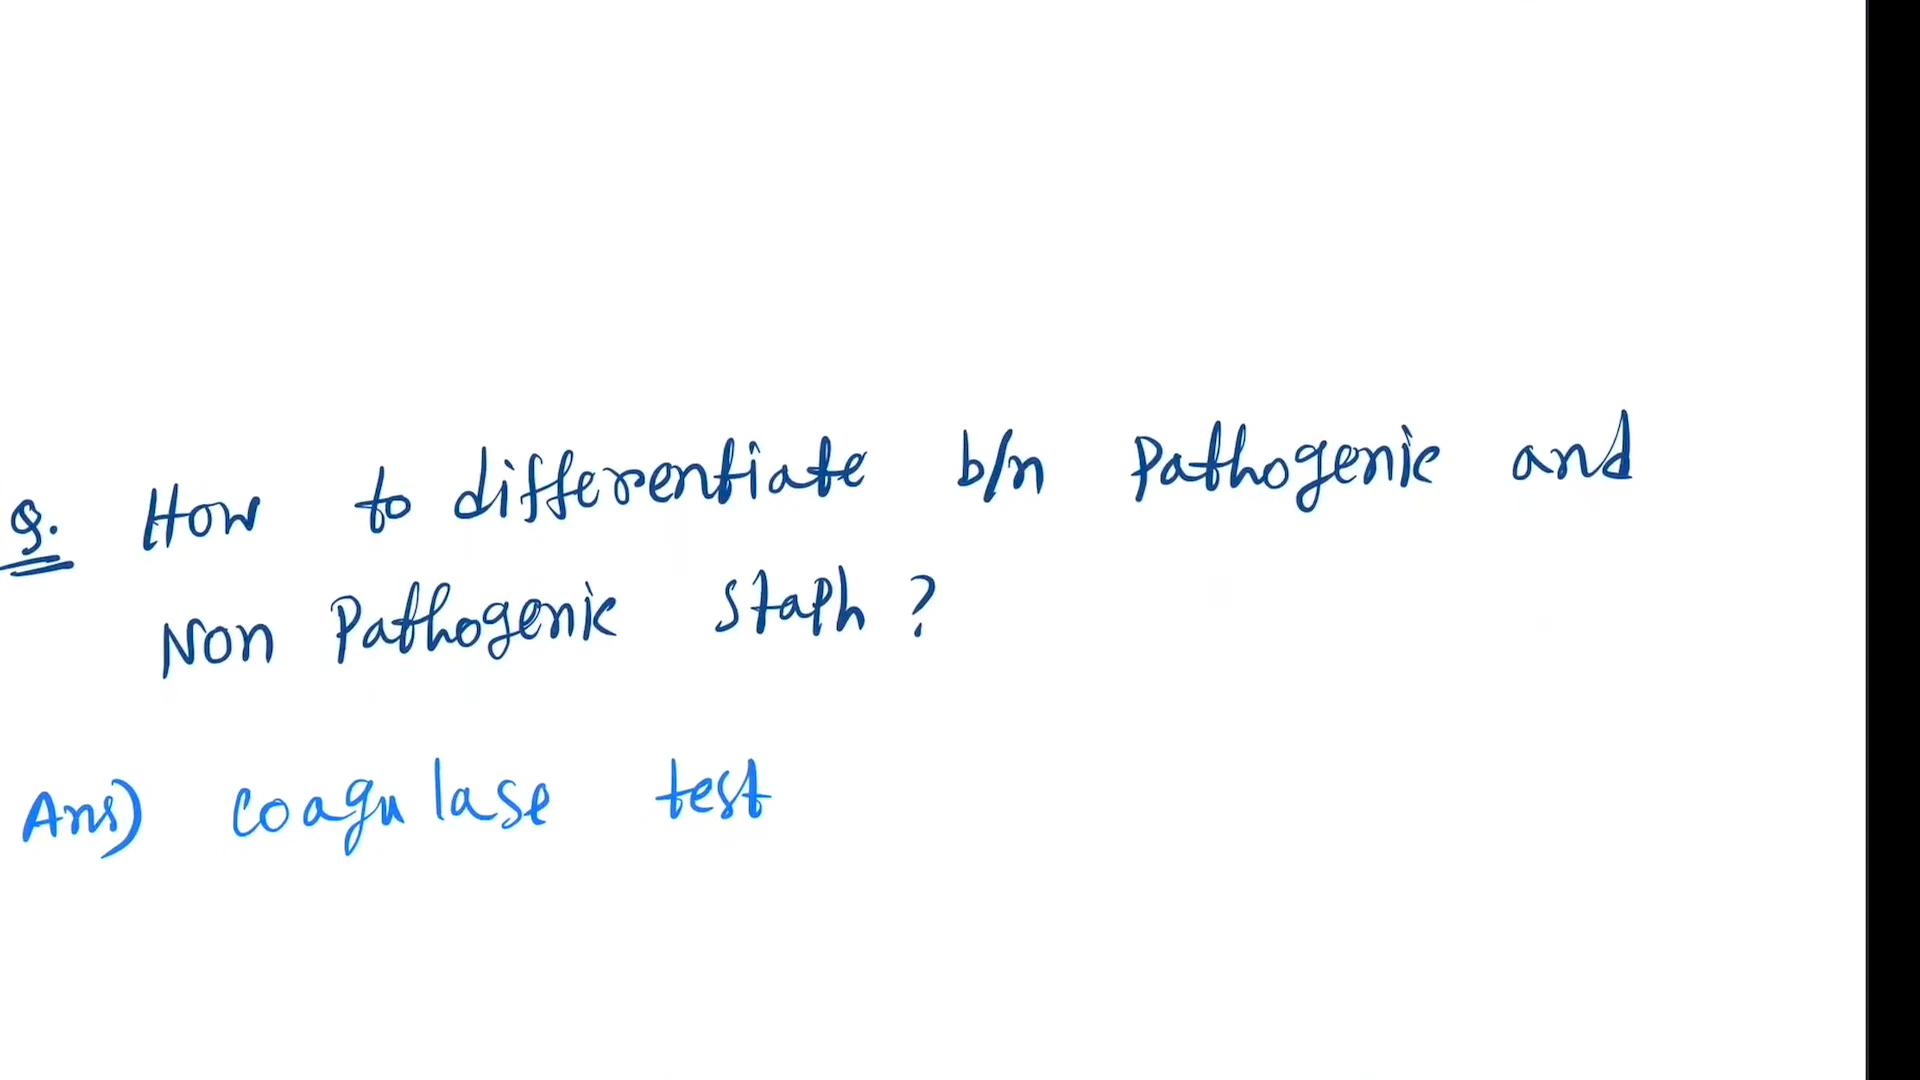 Q. How to differentiate b/n Pathogenic and
Non Pathogenic staph ?
Ans) coagulase test